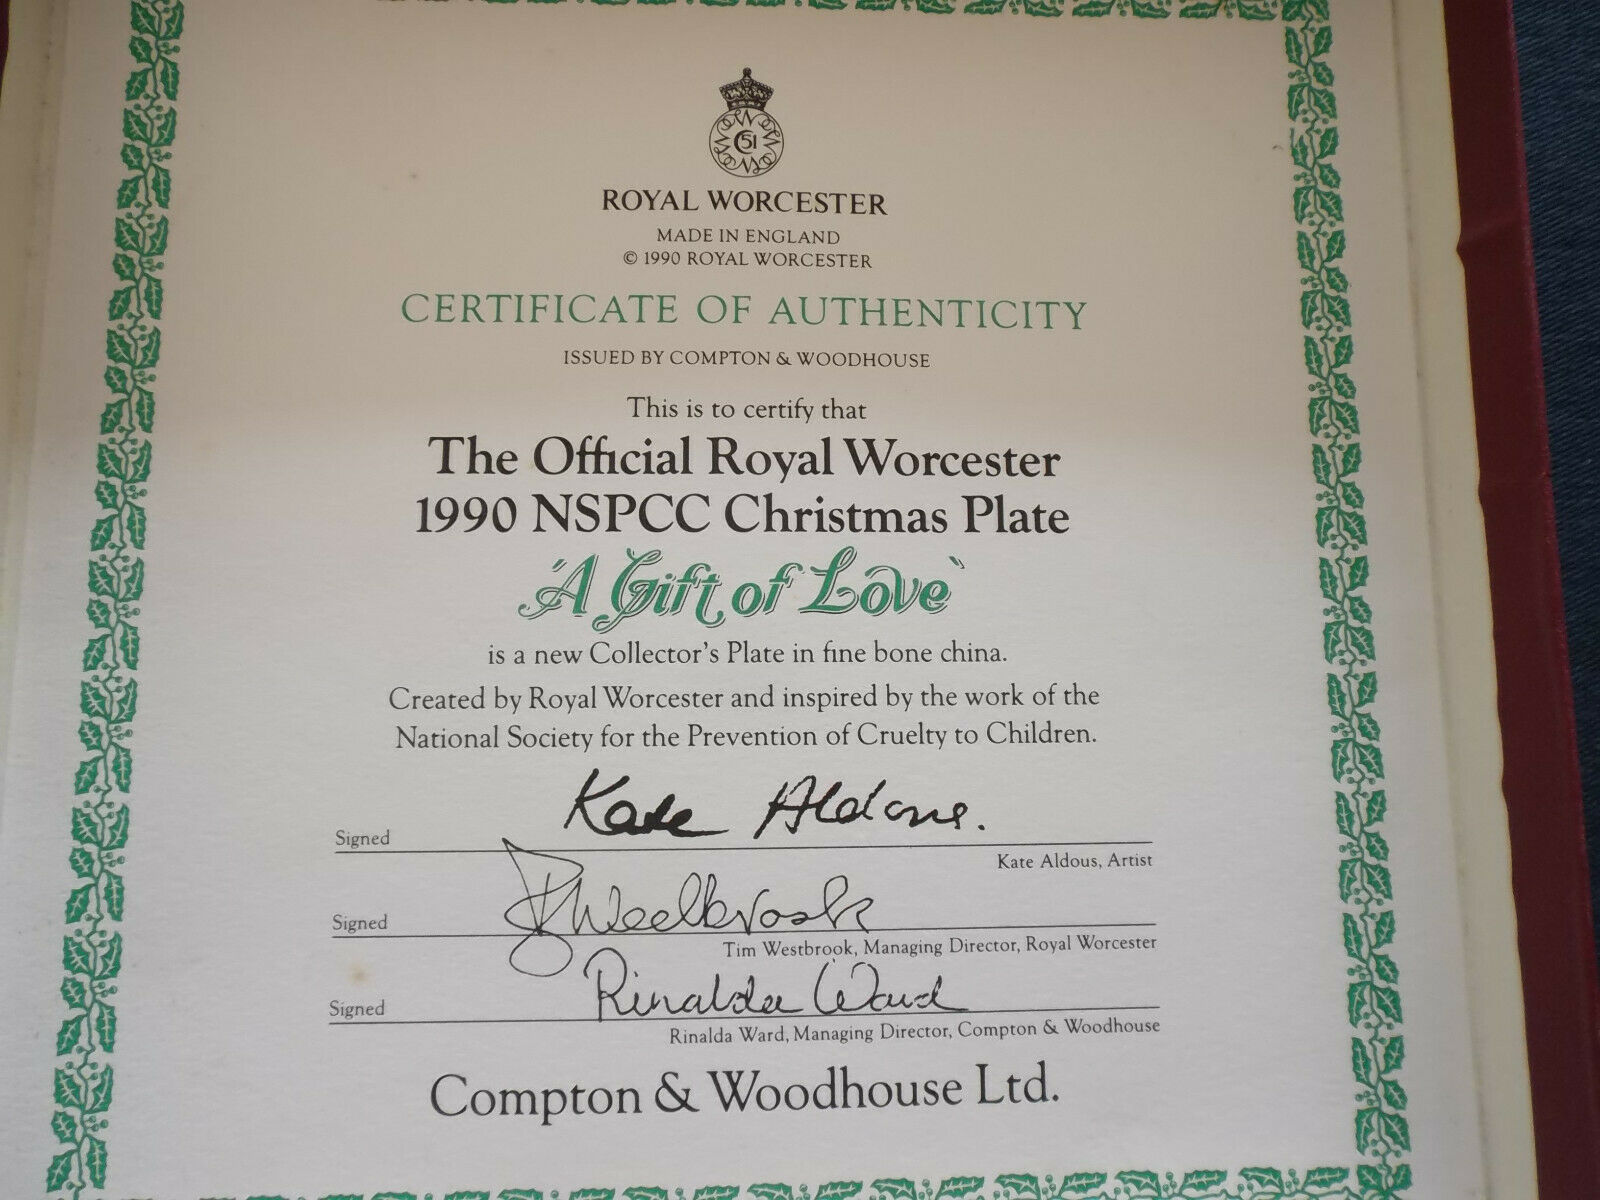 51
ROYAL WORCESTER
MADE IN ENGLAND
© 1990 ROYAL WORCESTER
CERTIFICATE OF AUTHENTICITY
ISSUED BY COMPTON & WOODHOUSE
This is to certify that
The Official Royal Worcester
1990 NSPCC Christmas Plate
"A Gift of Love"
is a new Collector's Plate in fine bone china.
Created by Royal Worcester and inspired by the work of the
National Society for the Prevention of Cruelty to Children.
Signed Kate Aldous.
Kate Aldous, Artist
Signed
Tim Westbrook, Managing Director, Royal Worcester
Signed Rinalda Ward
Rinalda Ward, Managing Director, Compton & Woodhouse
Compton & Woodhouse Ltd.